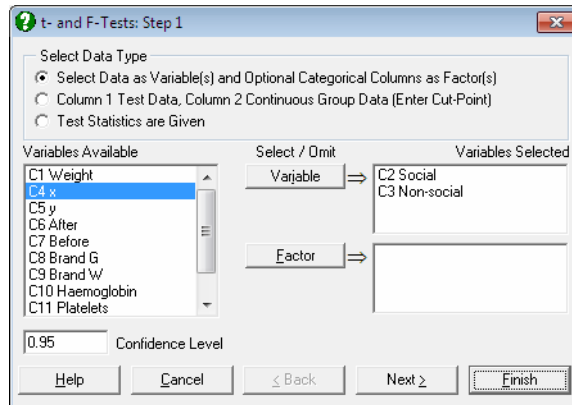 t- and F-Tests: Step 1
Select Data Type
Select Data as Variable(s) and Optional Categorical Columns as Factor(s)
Column 1 Test Data, Column 2 Continuous Group Data (Enter Cut-Point)
Test Statistics are Given
Variables Available
Select / Omit
Variables Selected
C1 Weight
C4 x
C5 y
C6 After
C7 Before
C8 Brand G
C9 Brand W
C10 Haemoglobin
C11 Platelets
Variable
⇒
C2 Social
C3 Non-social
Factor
⇒
0.95
Confidence Level
Help
Cancel
< Back
Next >
Finish